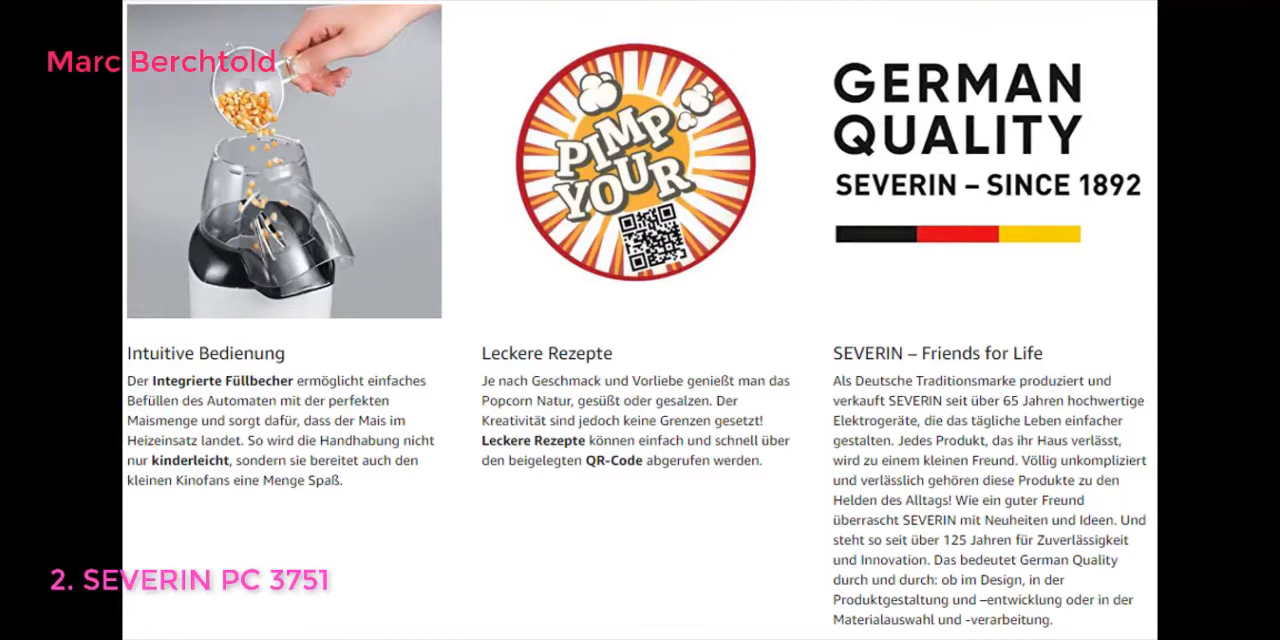 Marc Berchtold
PIMP
YOUR
GERMAN
QUALITY
SEVERIN – SINCE 1892
Intuitive Bedienung
Der Integrierte Füllbecher ermöglicht einfaches
Befüllen des Automaten mit der perfekten
Maismenge und sorgt dafür, dass der Mais im
Heizeinsatz landet. So wird die Handhabung nicht
nur kinderleicht, sondern sie bereitet auch den
kleinen Kinofans eine Menge Spaß.
Leckere Rezepte
Je nach Geschmack und Vorliebe genießt man das
Popcorn Natur, gesüßt oder gesalzen. Der
Kreativität sind jedoch keine Grenzen gesetzt!
Leckere Rezepte können einfach und schnell über
den beigelegten QR-Code abgerufen werden.
SEVERIN – Friends for Life
Als Deutsche Traditionsmarke produziert und
verkauft SEVERIN seit über 65 Jahren hochwertige
Elektrogeräte, die das tägliche Leben einfacher
gestalten. Jedes Produkt, das ihr Haus verlässt,
wird zu einem kleinen Freund. Völlig unkompliziert
und verlässlich gehören diese Produkte zu den
Helden des Alltags! Wie ein guter Freund
überrascht SEVERIN mit Neuheiten und Ideen. Und
steht so seit über 125 Jahren für Zuverlässigkeit
und Innovation. Das bedeutet German Quality
durch und durch: ob im Design, in der
Produktgestaltung und –entwicklung oder in der
Materialauswahl und -verarbeitung.
2. SEVERIN PC 3751